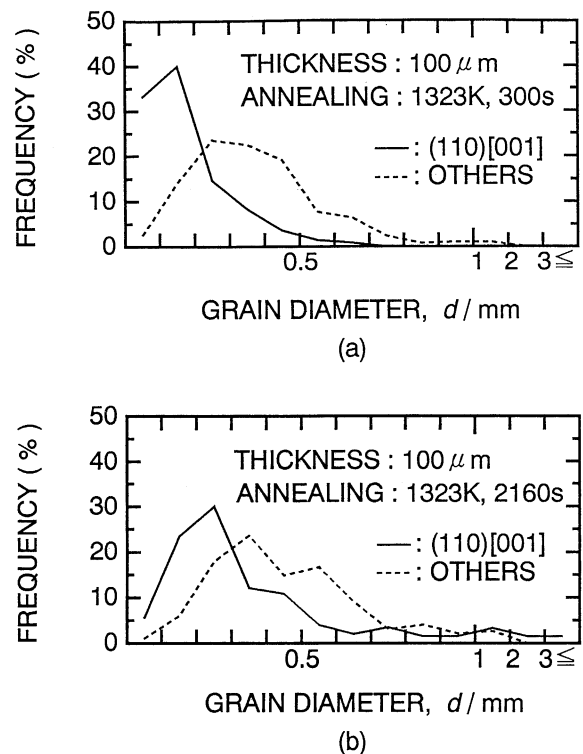 50
40
30
20
10
0
FREQUENCY ( % )
THICKNESS : 100 μm
ANNEALING : 1323K, 300s
: (110)[001]
: OTHERS
0.5 1 2 3≦
GRAIN DIAMETER, d / mm
(a)
50
40
30
20
10
0
FREQUENCY ( % )
THICKNESS : 100 μm
ANNEALING : 1323K, 2160s
: (110)[001]
: OTHERS
0.5 1 2 3≦
GRAIN DIAMETER, d / mm
(b)